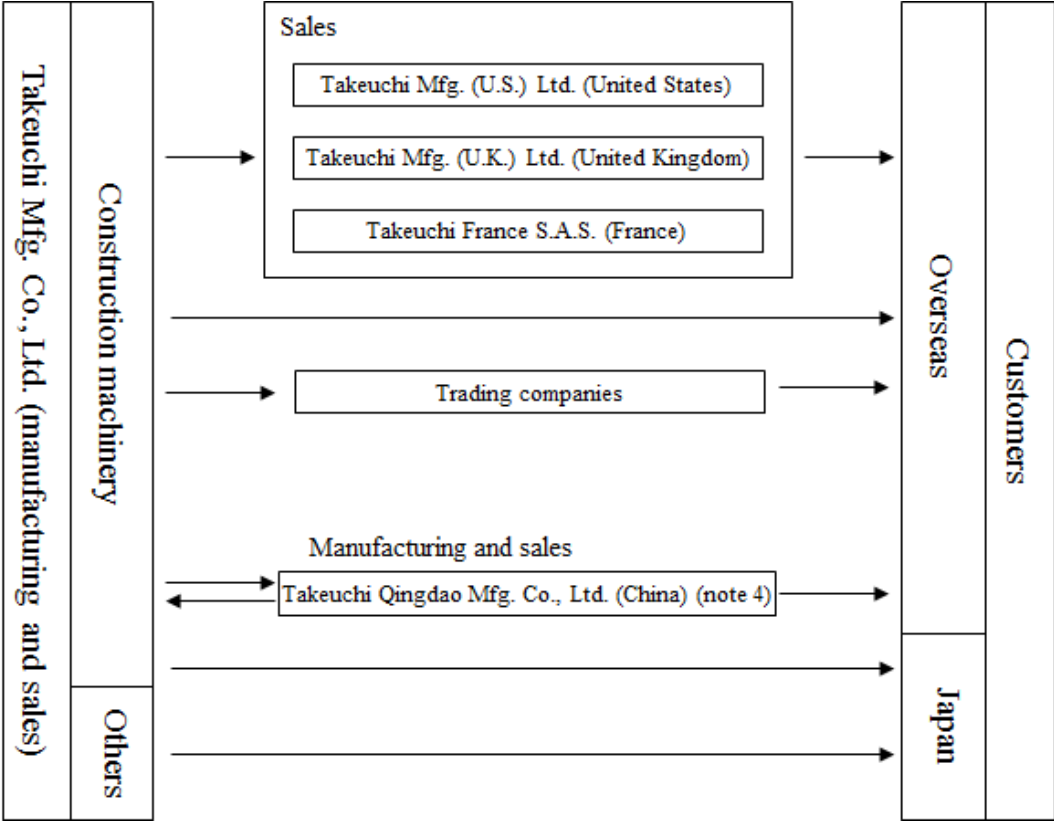 Takeuchi Mfg. Co., Ltd. (manufacturing and sales)
Construction machinery
Others
Sales
Takeuchi Mfg. (U.S.) Ltd. (United States)
Takeuchi Mfg. (U.K.) Ltd. (United Kingdom)
Takeuchi France S.A.S. (France)
Trading companies
Manufacturing and sales
Takeuchi Qingdao Mfg. Co., Ltd. (China) (note 4)
Overseas
Japan
Customers